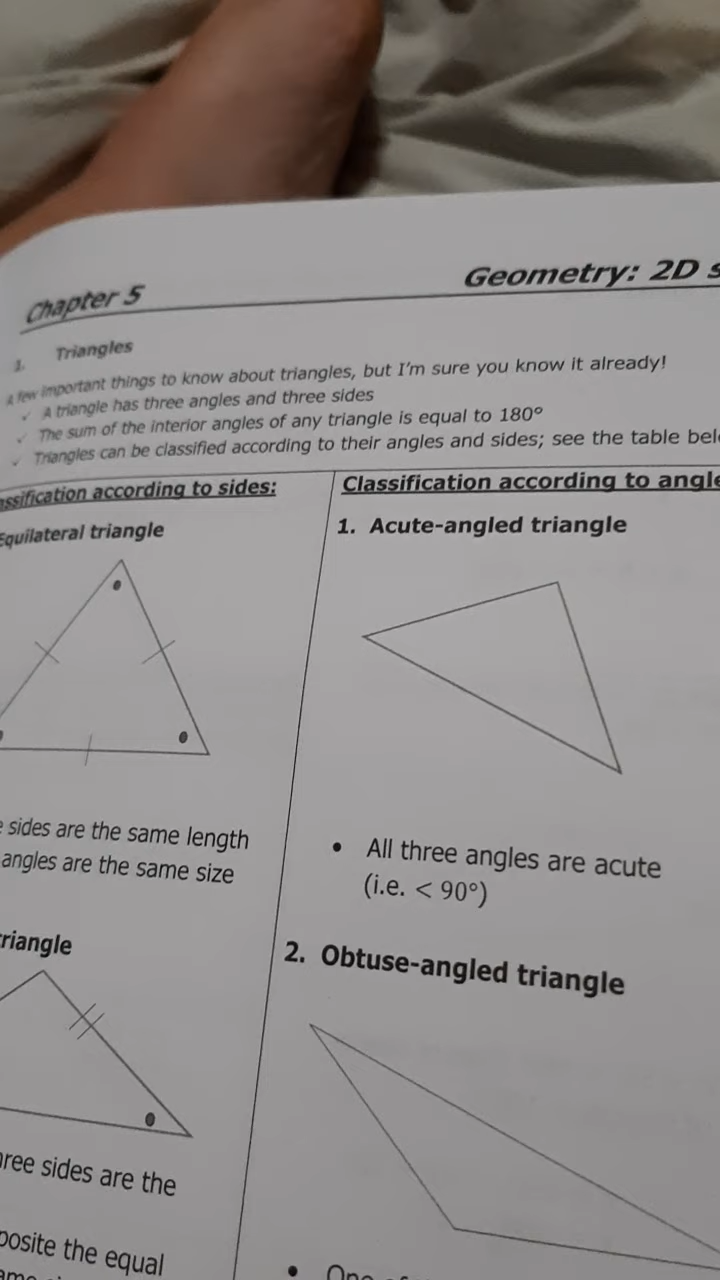 Chapter 5
Geometry: 2D s
1. Triangles
A few important things to know about triangles, but I'm sure you know it already!
✓ A triangle has three angles and three sides
✓ The sum of the interior angles of any triangle is equal to 180°
✓ Triangles can be classified according to their angles and sides; see the table bel
assification according to sides:
Equilateral triangle
sides are the same length
angles are the same size
riangle
hree sides are the
posite the equal
Classification according to angle
1. Acute-angled triangle
• All three angles are acute
(i.e. < 90°)
2. Obtuse-angled triangle
•